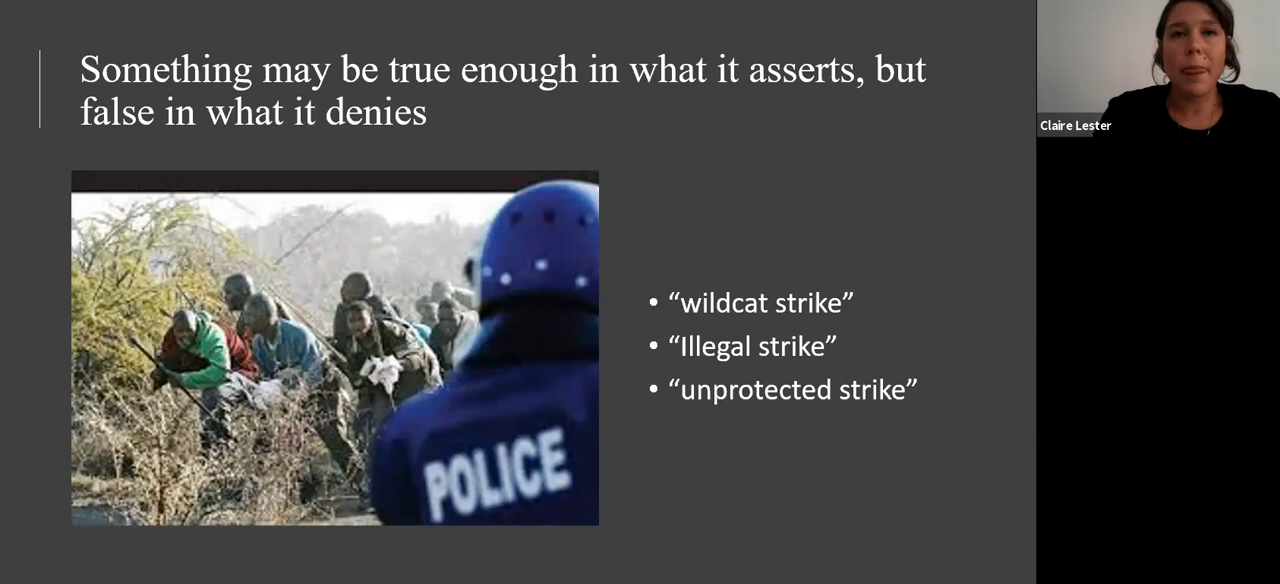 Something may be true enough in what it asserts, but
false in what it denies
Claire Lester
• “wildcat strike”
• “Illegal strike”
• “unprotected strike”
POLICE